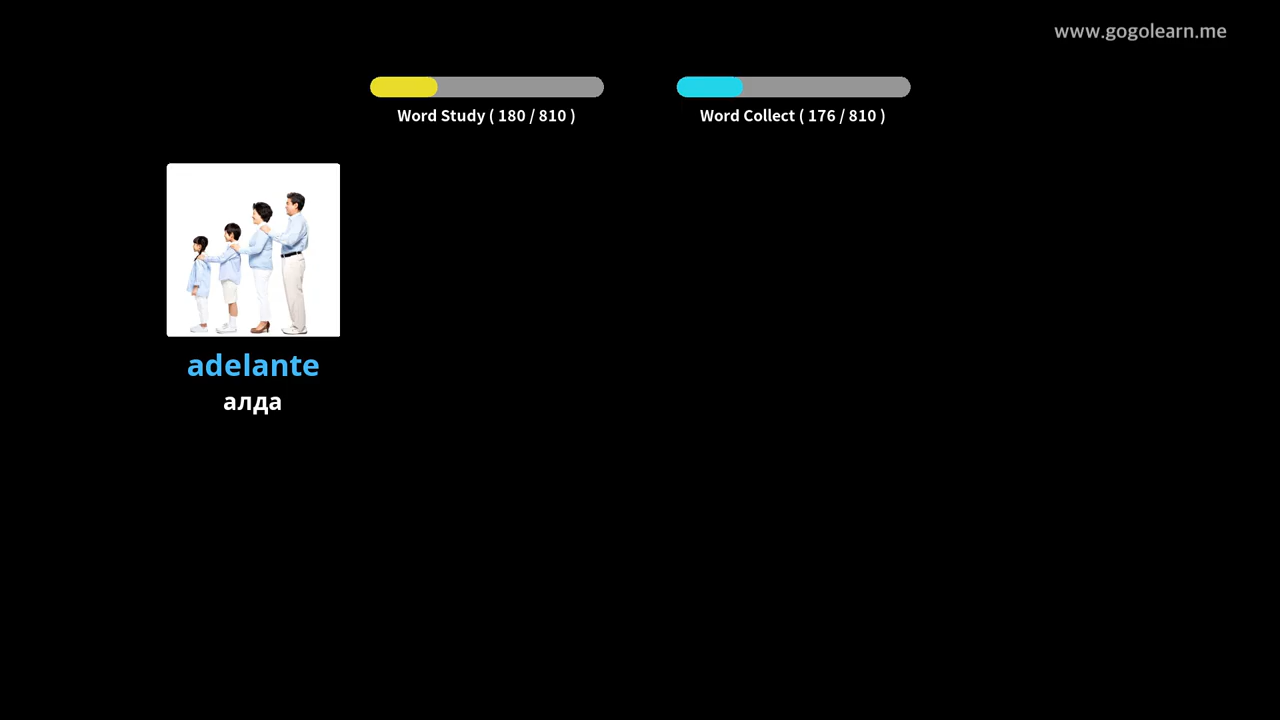 www.gogolearn.me
Word Study ( 180 / 810 )
Word Collect ( 176 / 810 )
adelante
алда